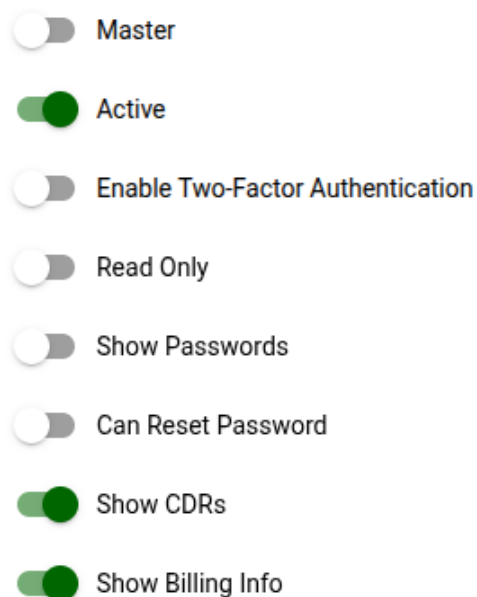 Master
Active
Enable Two-Factor Authentication
Read Only
Show Passwords
Can Reset Password
Show CDRs
Show Billing Info